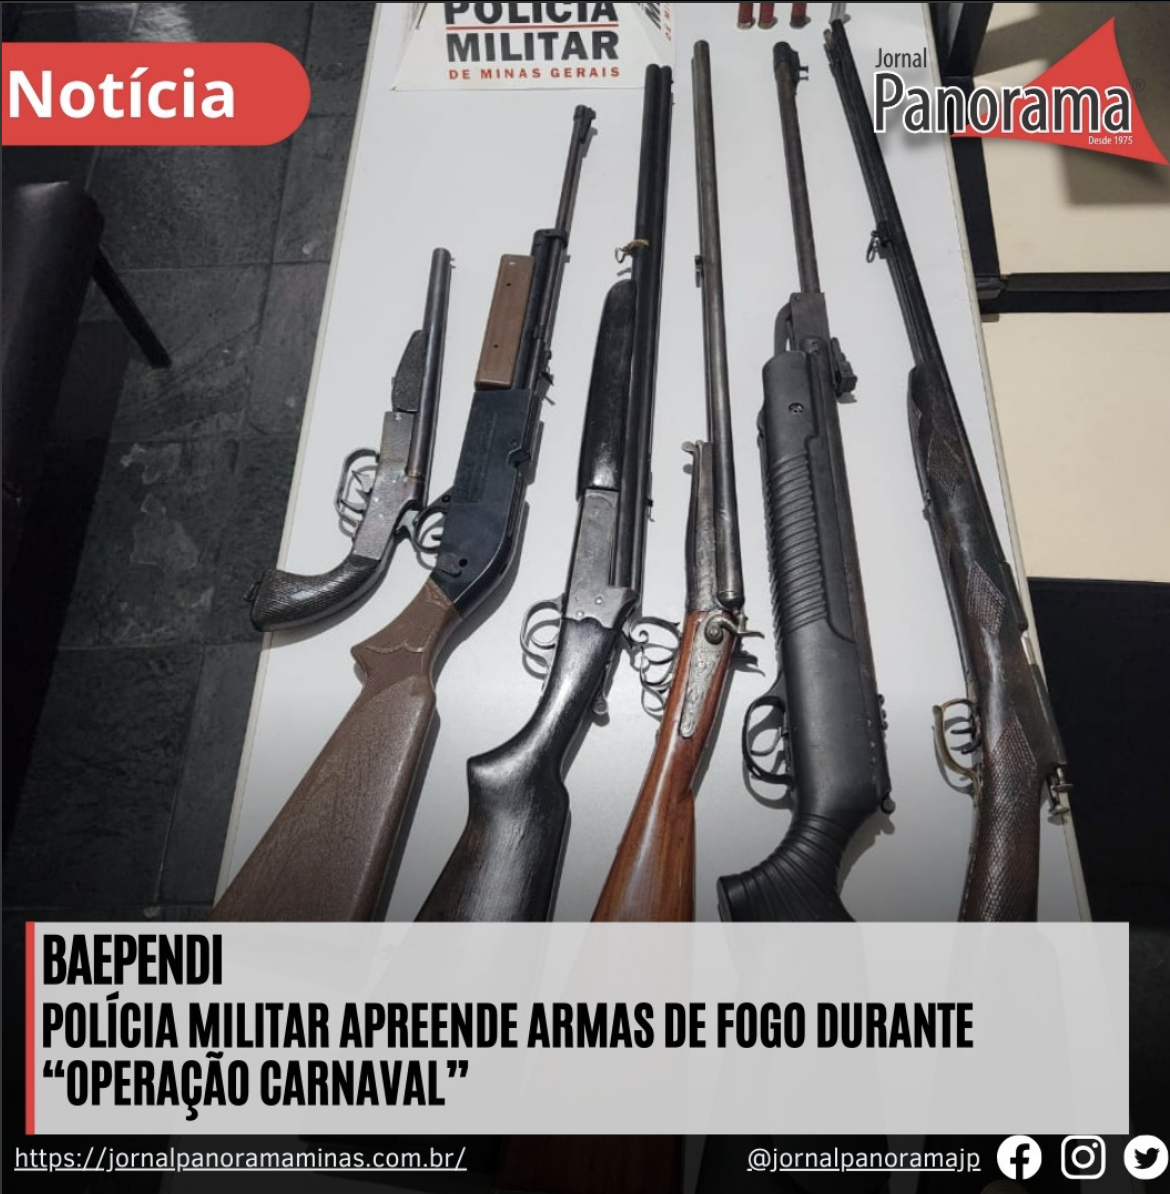 POLÍCIA
MILITAR
DE MINAS GERAIS
Notícia
Jornal
Panorama
®
Desde 1975
BAEPENDI
POLÍCIA MILITAR APREENDE ARMAS DE FOGO DURANTE
“OPERAÇÃO CARNAVAL”
https://jornalpanoramaminas.com.br/
@jornalpanoramajp